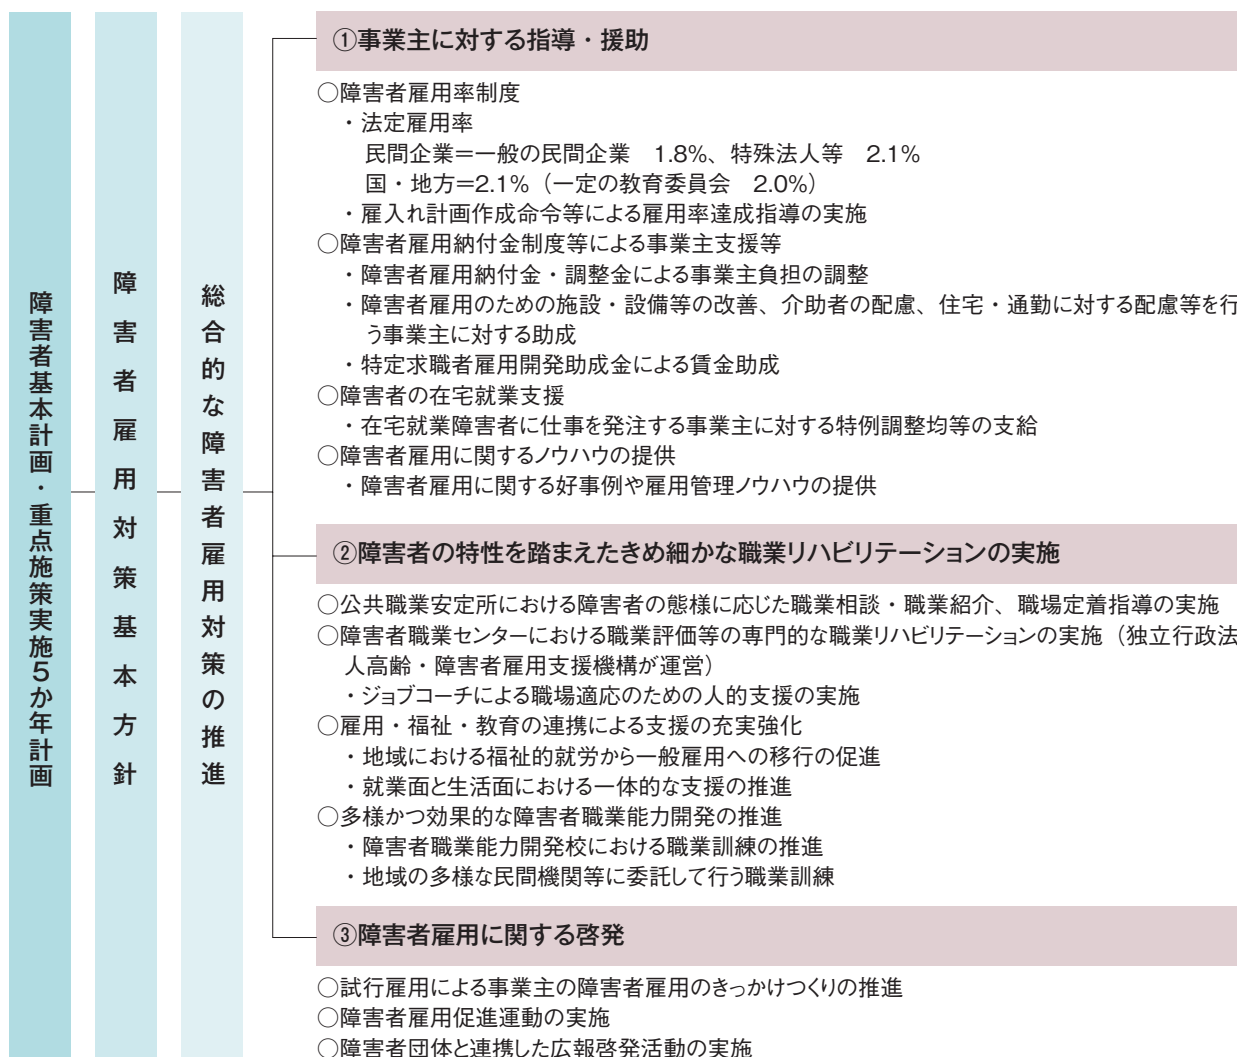 障害者基本計画・重点施策実施5か年計画
障害者雇用対策基本方針
総合的な障害者雇用対策の推進
①事業主に対する指導・援助
○障害者雇用率制度
・法定雇用率
民間企業＝一般の民間企業　1.8%、特殊法人等　2.1%
国・地方＝2.1%（一定の教育委員会　2.0%）
・雇入れ計画作成命令等による雇用率達成指導の実施
○障害者雇用納付金制度等による事業主支援等
・障害者雇用納付金・調整金による事業主負担の調整
・障害者雇用のための施設・設備等の改善、介助者の配慮、住宅・通勤に対する配慮等を行
う事業主に対する助成
・特定求職者雇用開発助成金による賃金助成
○障害者の在宅就業支援
・在宅就業障害者に仕事を発注する事業主に対する特例調整均等の支給
○障害者雇用に関するノウハウの提供
・障害者雇用に関する好事例や雇用管理ノウハウの提供
②障害者の特性を踏まえたきめ細かな職業リハビリテーションの実施
○公共職業安定所における障害者の態様に応じた職業相談・職業紹介、職場定着指導の実施
○障害者職業センターにおける職業評価等の専門的な職業リハビリテーションの実施（独立行政法
人高齢・障害者雇用支援機構が運営）
・ジョブコーチによる職場適応のための人的支援の実施
○雇用・福祉・教育の連携による支援の充実強化
・地域における福祉的就労から一般雇用への移行の促進
・就業面と生活面における一体的な支援の推進
○多様かつ効果的な障害者職業能力開発の推進
・障害者職業能力開発校における職業訓練の推進
・地域の多様な民間機関等に委託して行う職業訓練
③障害者雇用に関する啓発
○試行雇用による事業主の障害者雇用のきっかけつくりの推進
○障害者雇用促進運動の実施
○障害者団体と連携した広報啓発活動の実施